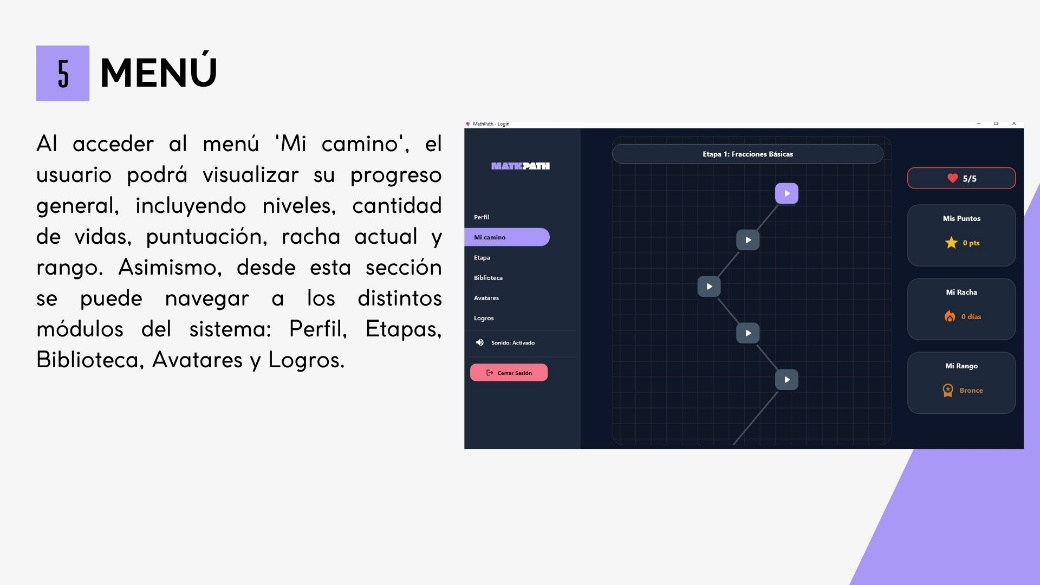 5 MENÚ
Al acceder al menú 'Mi camino', el
usuario podrá visualizar su progreso
general, incluyendo niveles, cantidad
de vidas, puntuación, racha actual y
rango. Asimismo, desde esta sección
se puede navegar a los distintos
módulos del sistema: Perfil, Etapas,
Biblioteca, Avatares y Logros.
MathPath - Login
MATHPATH
Perfil
Mi camino
Etapa
Biblioteca
Avatares
Logros
Sonido: Activado
Cerrar Sesión
Etapa 1: Fracciones Básicas
5/5
Mis Puntos
0 pts
Mi Racha
0 días
Mi Rango
Bronce